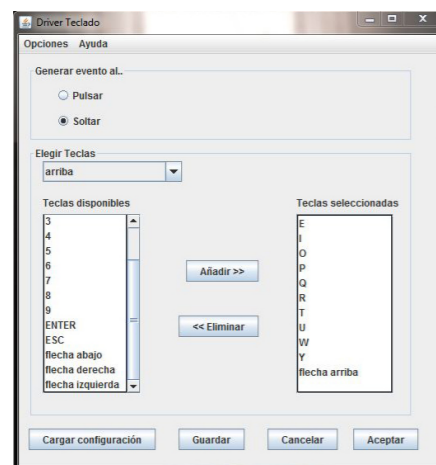 Driver Teclado
Opciones Ayuda
Generar evento al..
Pulsar
Soltar
Elegir Teclas
arriba
Teclas disponibles
3
4
5
6
7
8
9
ENTER
ESC
flecha abajo
flecha derecha
flecha izquierda
Añadir >>
<< Eliminar
Teclas seleccionadas
E
I
O
P
Q
R
T
U
W
Y
flecha arriba
Cargar configuración Guardar Cancelar Aceptar